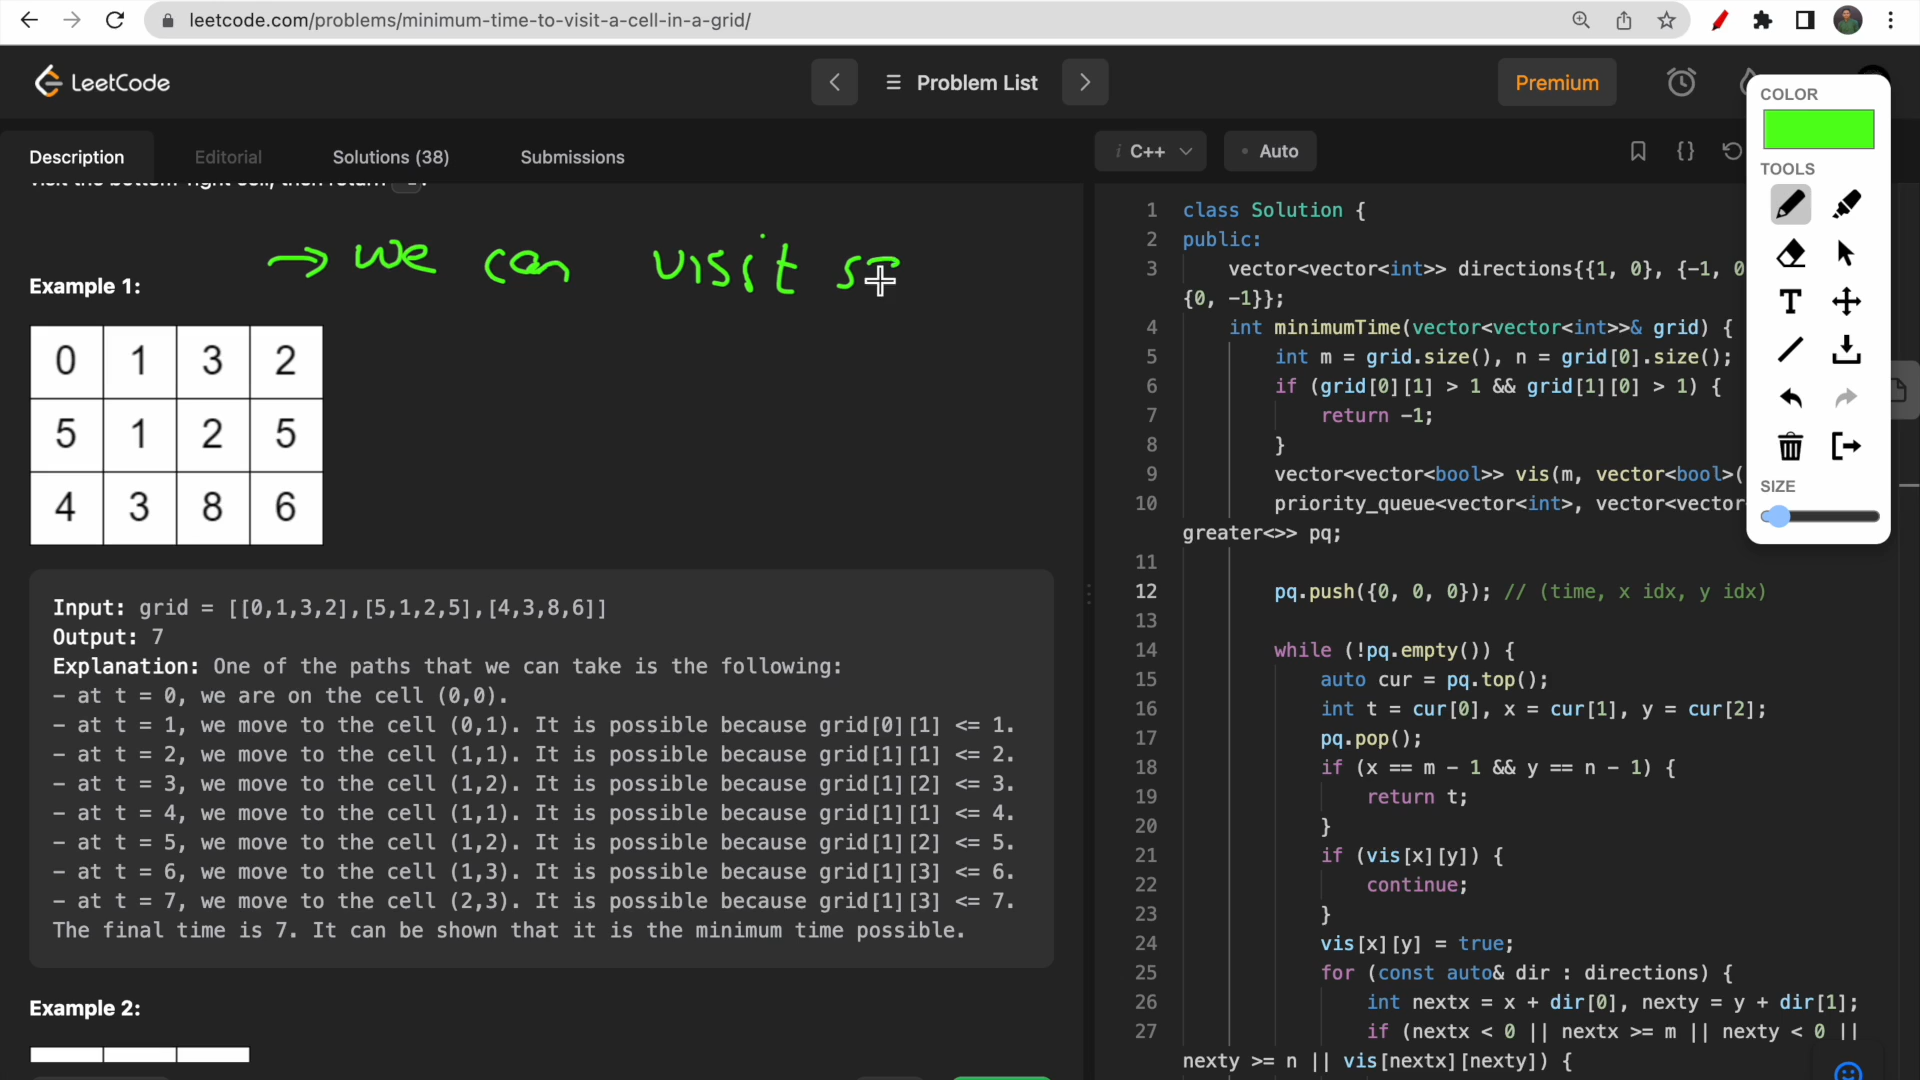 leetcode.com/problems/minimum-time-to-visit-a-cell-in-a-grid/
LeetCode
Problem List
Premium
Description
Editorial
Solutions (38)
Submissions
i C++
Auto
→ we can visit
Example 1:
0 1 3 2
5 1 2 5
4 3 8 6
Input: grid = [[0,1,3,2],[5,1,2,5],[4,3,8,6]]
Output: 7
Explanation: One of the paths that we can take is the following:
- at t = 0, we are on the cell (0,0).
- at t = 1, we move to the cell (0,1). It is possible because grid[0][1] <= 1.
- at t = 2, we move to the cell (1,1). It is possible because grid[1][1] <= 2.
- at t = 3, we move to the cell (1,2). It is possible because grid[1][2] <= 3.
- at t = 4, we move to the cell (1,1). It is possible because grid[1][1] <= 4.
- at t = 5, we move to the cell (1,2). It is possible because grid[1][2] <= 5.
- at t = 6, we move to the cell (1,3). It is possible because grid[1][3] <= 6.
- at t = 7, we move to the cell (2,3). It is possible because grid[1][3] <= 7.
The final time is 7. It can be shown that it is the minimum time possible.
Example 2:
1 class Solution {
2 public:
3 vector<vector<int>> directions{{1, 0}, {-1, 0
{0, -1}};
4 int minimumTime(vector<vector<int>>& grid) {
5 int m = grid.size(), n = grid[0].size();
6 if (grid[0][1] > 1 && grid[1][0] > 1) {
7 return -1;
8 }
9 vector<vector<bool>> vis(m, vector<bool>(
10 priority_queue<vector<int>, vector<vector
greater<>> pq;
11
12 pq.push({0, 0, 0}); // (time, x idx, y idx)
13
14 while (!pq.empty()) {
15 auto cur = pq.top();
16 int t = cur[0], x = cur[1], y = cur[2];
17 pq.pop();
18 if (x == m - 1 && y == n - 1) {
19 return t;
20 }
21 if (vis[x][y]) {
22 continue;
23 }
24 vis[x][y] = true;
25 for (const auto& dir : directions) {
26 int nextx = x + dir[0], nexty = y + dir[1];
27 if (nextx < 0 || nextx >= m || nexty < 0 ||
nexty >= n || vis[nextx][nexty]) {
COLOR
TOOLS
T
SIZE